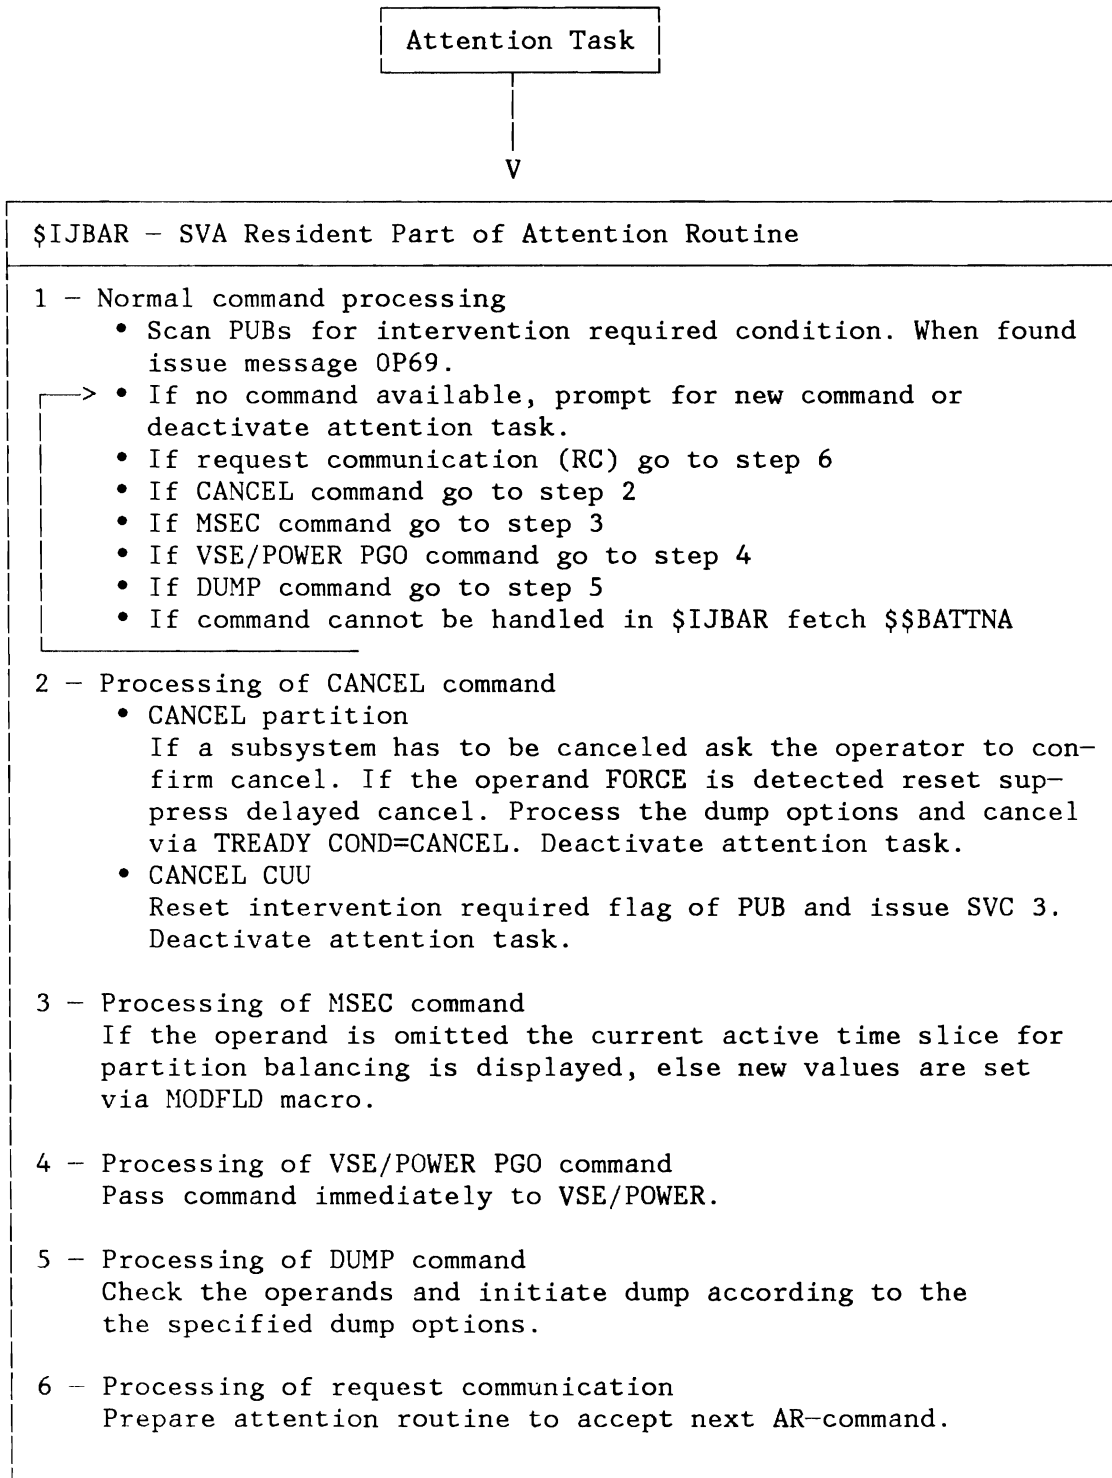 Attention Task
V
$IJBAR – SVA Resident Part of Attention Routine
1 – Normal command processing
• Scan PUBs for intervention required condition. When found
issue message 0P69.
> • If no command available, prompt for new command or
deactivate attention task.
• If request communication (RC) go to step 6
• If CANCEL command go to step 2
• If MSEC command go to step 3
• If VSE/POWER PGO command go to step 4
• If DUMP command go to step 5
• If command cannot be handled in $IJBAR fetch $$BATTNA
2 – Processing of CANCEL command
• CANCEL partition
If a subsystem has to be canceled ask the operator to con–
firm cancel. If the operand FORCE is detected reset sup–
press delayed cancel. Process the dump options and cancel
via TREADY COND=CANCEL. Deactivate attention task.
• CANCEL CUU
Reset intervention required flag of PUB and issue SVC 3.
Deactivate attention task.
3 – Processing of MSEC command
If the operand is omitted the current active time slice for
partition balancing is displayed, else new values are set
via MODFLD macro.
4 – Processing of VSE/POWER PGO command
Pass command immediately to VSE/POWER.
5 – Processing of DUMP command
Check the operands and initiate dump according to the
the specified dump options.
6 – Processing of request communication
Prepare attention routine to accept next AR–command.